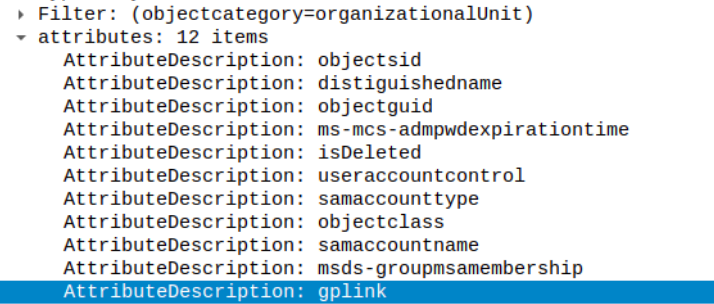 Filter: (objectcategory=organizationalUnit)
attributes: 12 items
AttributeDescription: objectsid
AttributeDescription: distiguishedname
AttributeDescription: objectguid
AttributeDescription: ms-mcs-admpwdexpirationtime
AttributeDescription: isDeleted
AttributeDescription: useraccountcontrol
AttributeDescription: samaccounttype
AttributeDescription: objectclass
AttributeDescription: samaccountname
AttributeDescription: msds-groupmsamembership
AttributeDescription: gplink